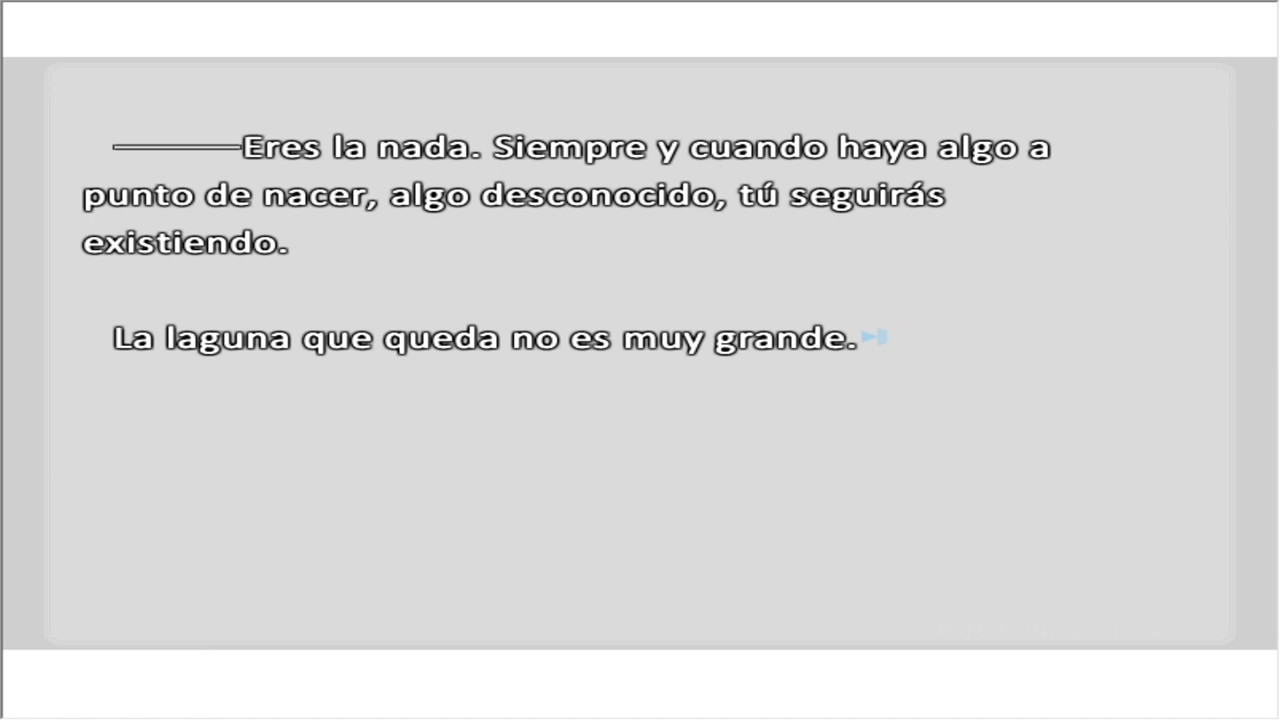 ————Eres la nada. Siempre y cuando haya algo a
punto de nacer, algo desconocido, tú seguirás
existiendo.
La laguna que queda no es muy grande.